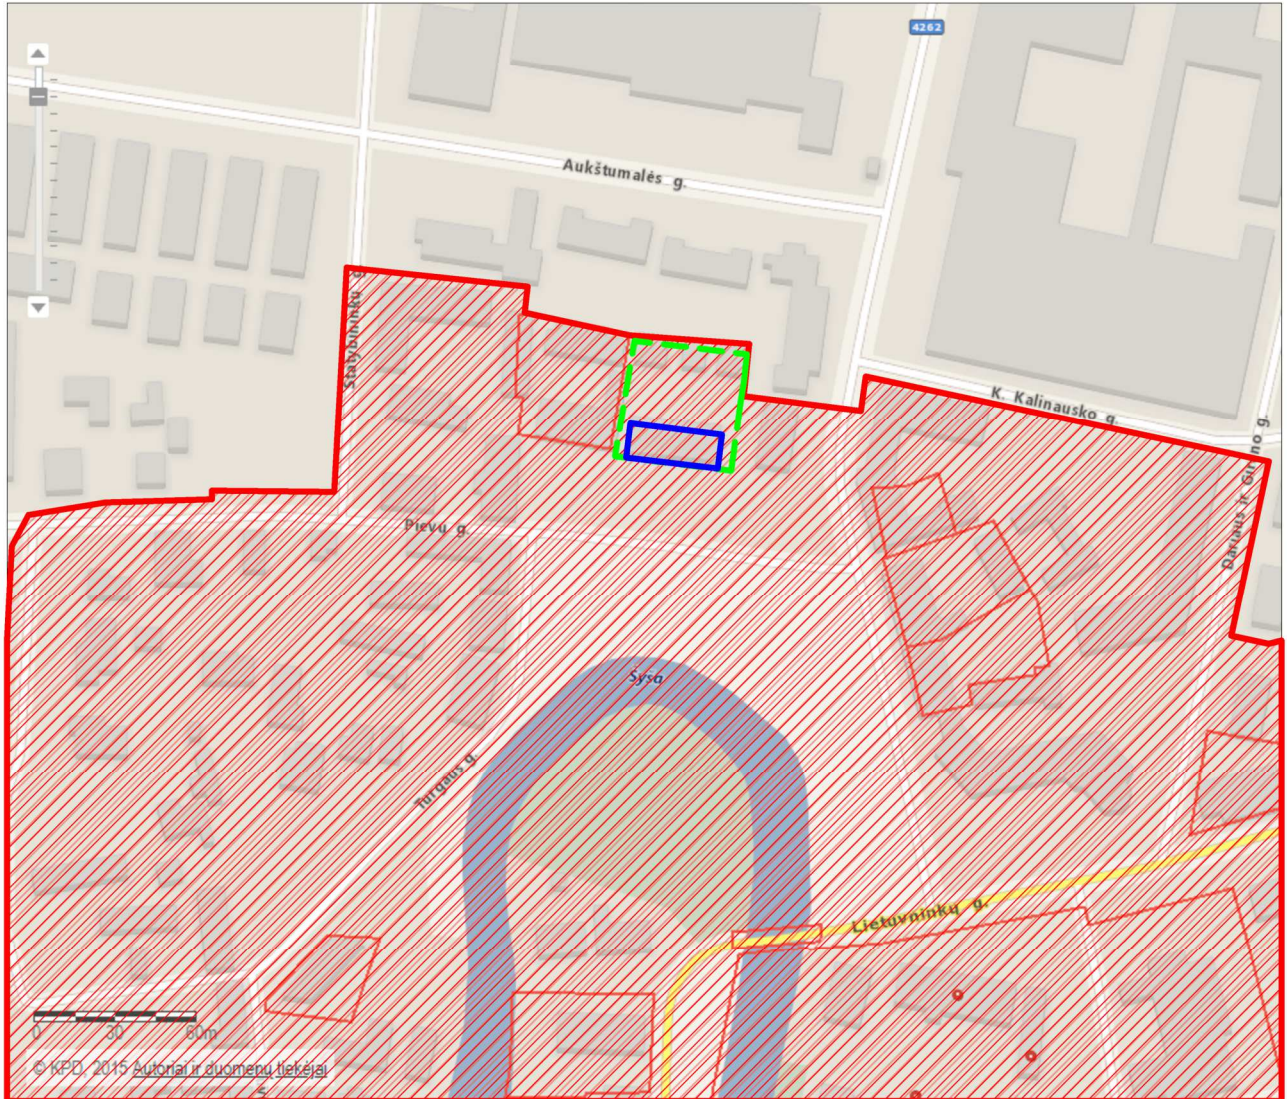 4262
Aukštumalės g.
Statybininkų g.
K. Kalinausko g.
Dariaus ir Girėno g.
Pievų g.
Šyša
Turgaus g.
Lietuvninkų g.
0 30 60m
© KPD, 2015 Autoriai ir duomenų tiekėjai